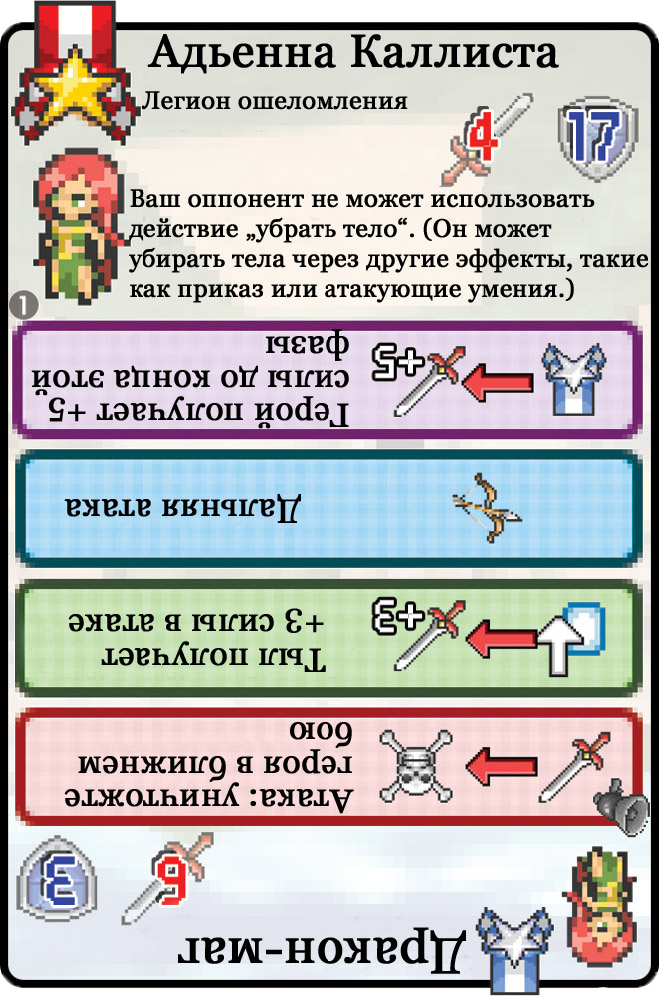 Адьенна Каллиста
Легион ошеломления
4
17
Ваш оппонент не может использовать
действие „убрать тело“. (Он может
убирать тела через другие эффекты, такие
как приказ или атакующие умения.)
1
Дракон-маг
6
3
Атака: уничтожте
героя в ближнем
бою
Тыл получает
+3 силы в атаке
+3
Дальняя атака
Герой получает +5
силы до конца этой
фазы
+5